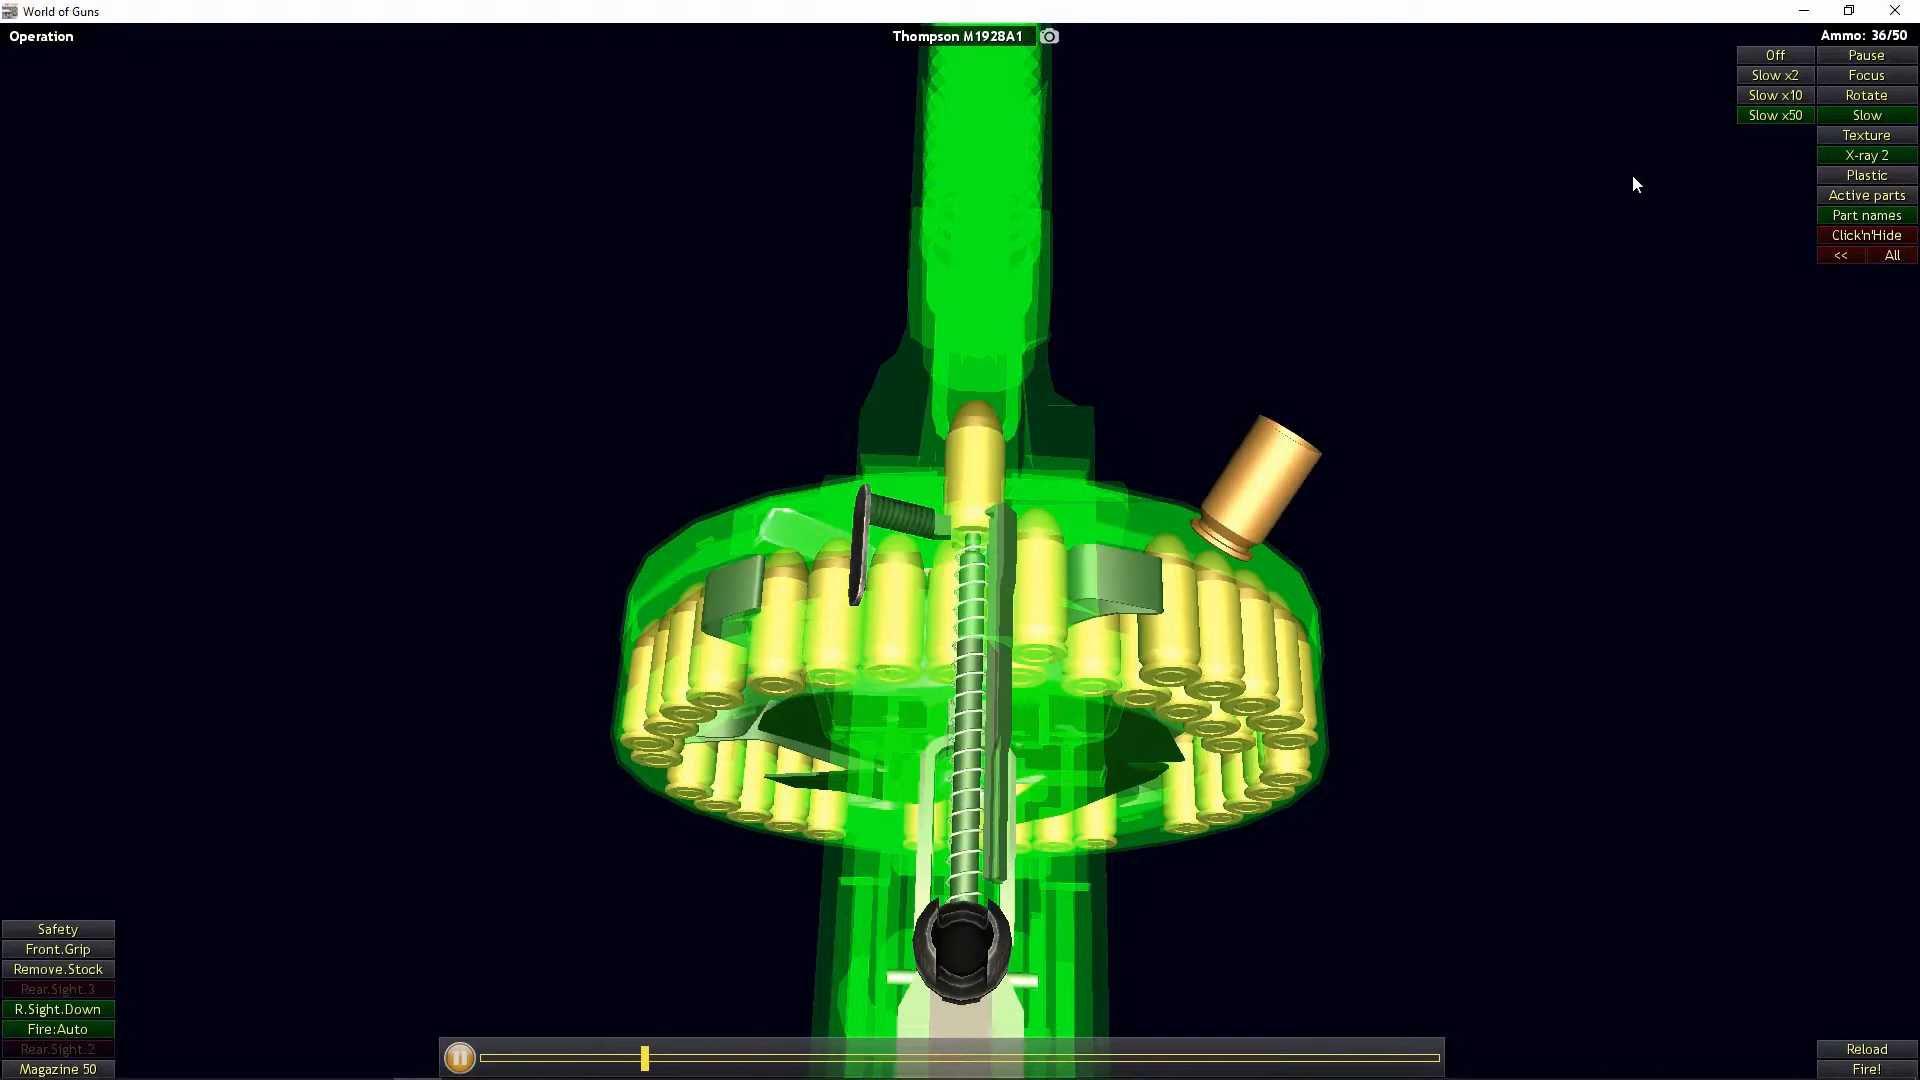 World of Guns
Operation
Thompson M1928A1
Ammo: 36/50
Off
Pause
Slow x2
Focus
Slow x10
Rotate
Slow x50
Slow
Texture
X-ray 2
Plastic
Active parts
Part names
Click'n'Hide
<< All
Safety
Front.Grip
Remove.Stock
Rear.Sight.3
R.Sight.Down
Fire:Auto
Rear.Sight.2
Magazine 50
Reload
Fire!